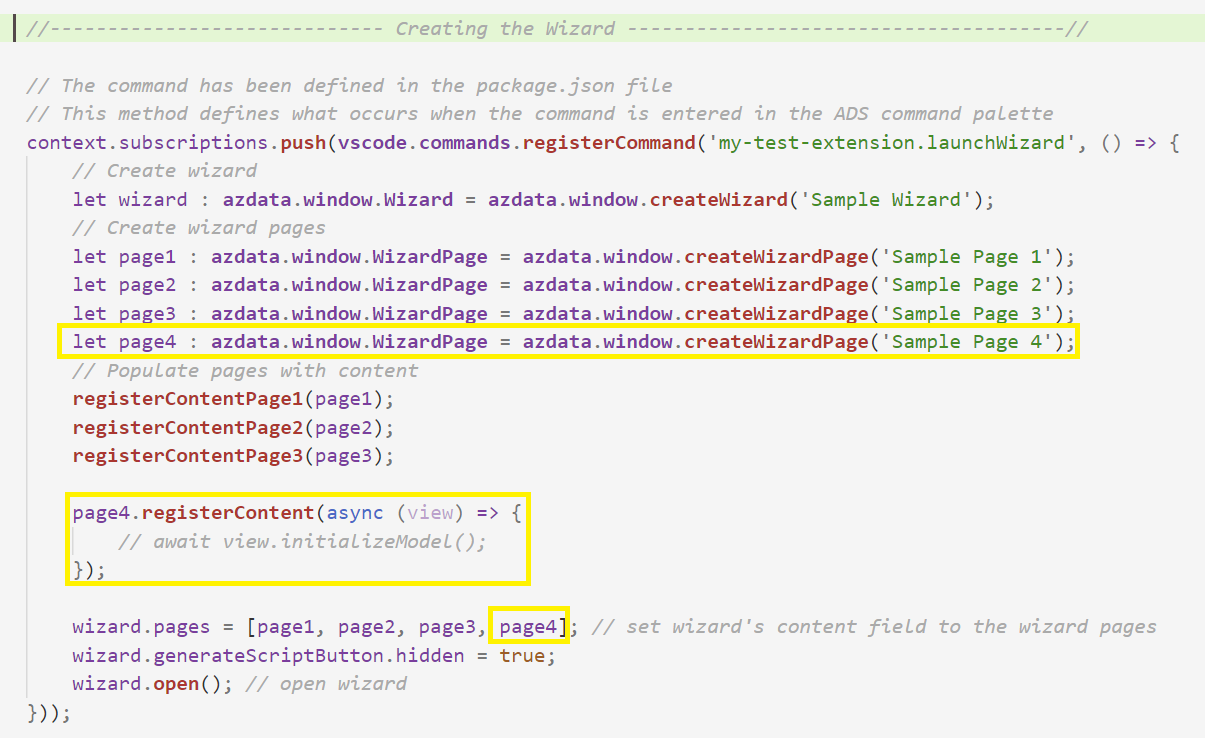 //----------------------------- Creating the Wizard --------------------------------------//
// The command has been defined in the package.json file
// This method defines what occurs when the command is entered in the ADS command palette
context.subscriptions.push(vscode.commands.registerCommand('my-test-extension.launchWizard', () => {
// Create wizard
let wizard : azdata.window.Wizard = azdata.window.createWizard('Sample Wizard');
// Create wizard pages
let page1 : azdata.window.WizardPage = azdata.window.createWizardPage('Sample Page 1');
let page2 : azdata.window.WizardPage = azdata.window.createWizardPage('Sample Page 2');
let page3 : azdata.window.WizardPage = azdata.window.createWizardPage('Sample Page 3');
let page4 : azdata.window.WizardPage = azdata.window.createWizardPage('Sample Page 4');
// Populate pages with content
registerContentPage1(page1);
registerContentPage2(page2);
registerContentPage3(page3);
page4.registerContent(async (view) => {
// await view.initializeModel();
});
wizard.pages = [page1, page2, page3, page4]; // set wizard's content field to the wizard pages
wizard.generateScriptButton.hidden = true;
wizard.open(); // open wizard
}));